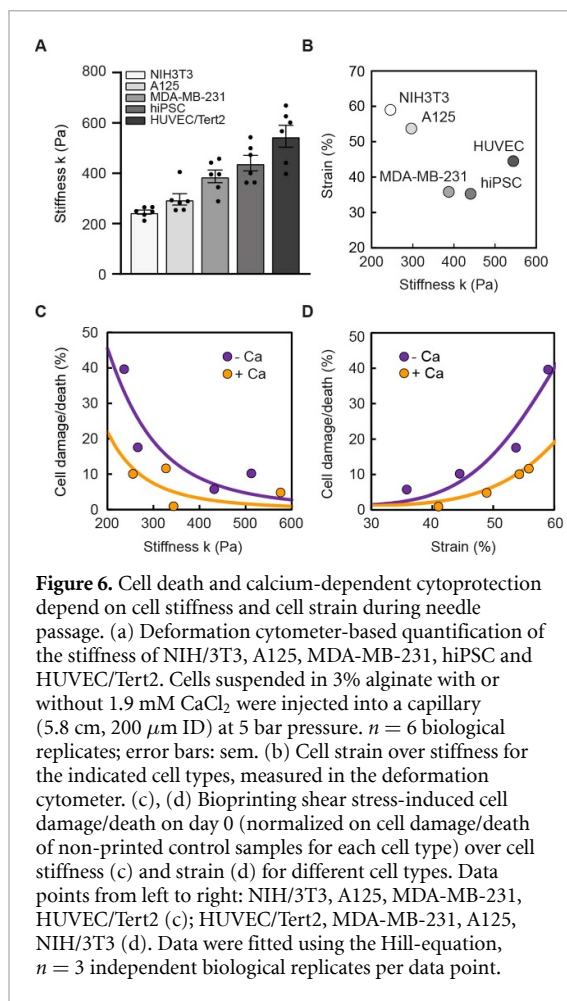 A
B
800
600
400
200
0
Stiffness k (Pa)
NIH3T3
A125
MDA-MB-231
hiPSC
HUVEC/Tert2
70
60
50
40
30
20
Strain (%)
NIH3T3
A125
HUVEC
MDA-MB-231
hiPSC
200 300 400 500 600
Stiffness k (Pa)
C
D
50
40
30
20
10
0
Cell damage/death (%)
- Ca
+ Ca
200 300 400 500 600
Stiffness k (Pa)
50
40
30
20
10
0
Cell damage/death (%)
- Ca
+ Ca
30 40 50 60
Strain (%)
Figure 6. Cell death and calcium-dependent cytoprotection
depend on cell stiffness and cell strain during needle
passage. (a) Deformation cytometer-based quantification of
the stiffness of NIH/3T3, A125, MDA-MB-231, hiPSC and
HUVEC/Tert2. Cells suspended in 3% alginate with or
without 1.9 mM CaCl₂ were injected into a capillary
(5.8 cm, 200 μm ID) at 5 bar pressure. n = 6 biological
replicates; error bars: sem. (b) Cell strain over stiffness for
the indicated cell types, measured in the deformation
cytometer. (c), (d) Bioprinting shear stress-induced cell
damage/death on day 0 (normalized on cell damage/death
of non-printed control samples for each cell type) over cell
stiffness (c) and strain (d) for different cell types. Data
points from left to right: NIH/3T3, A125, MDA-MB-231,
HUVEC/Tert2 (c); HUVEC/Tert2, MDA-MB-231, A125,
NIH/3T3 (d). Data were fitted using the Hill-equation,
n = 3 independent biological replicates per data point.